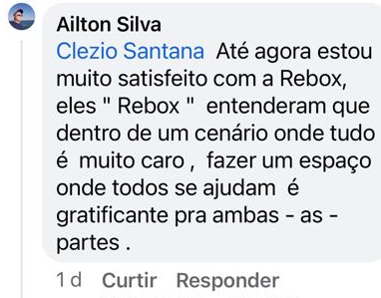 Ailton Silva
Clezio Santana Até agora estou
muito satisfeito com a Rebox,
eles " Rebox " entenderam que
dentro de um cenário onde tudo
é muito caro , fazer um espaço
onde todos se ajudam é
gratificante pra ambas - as -
partes .
1 d Curtir Responder